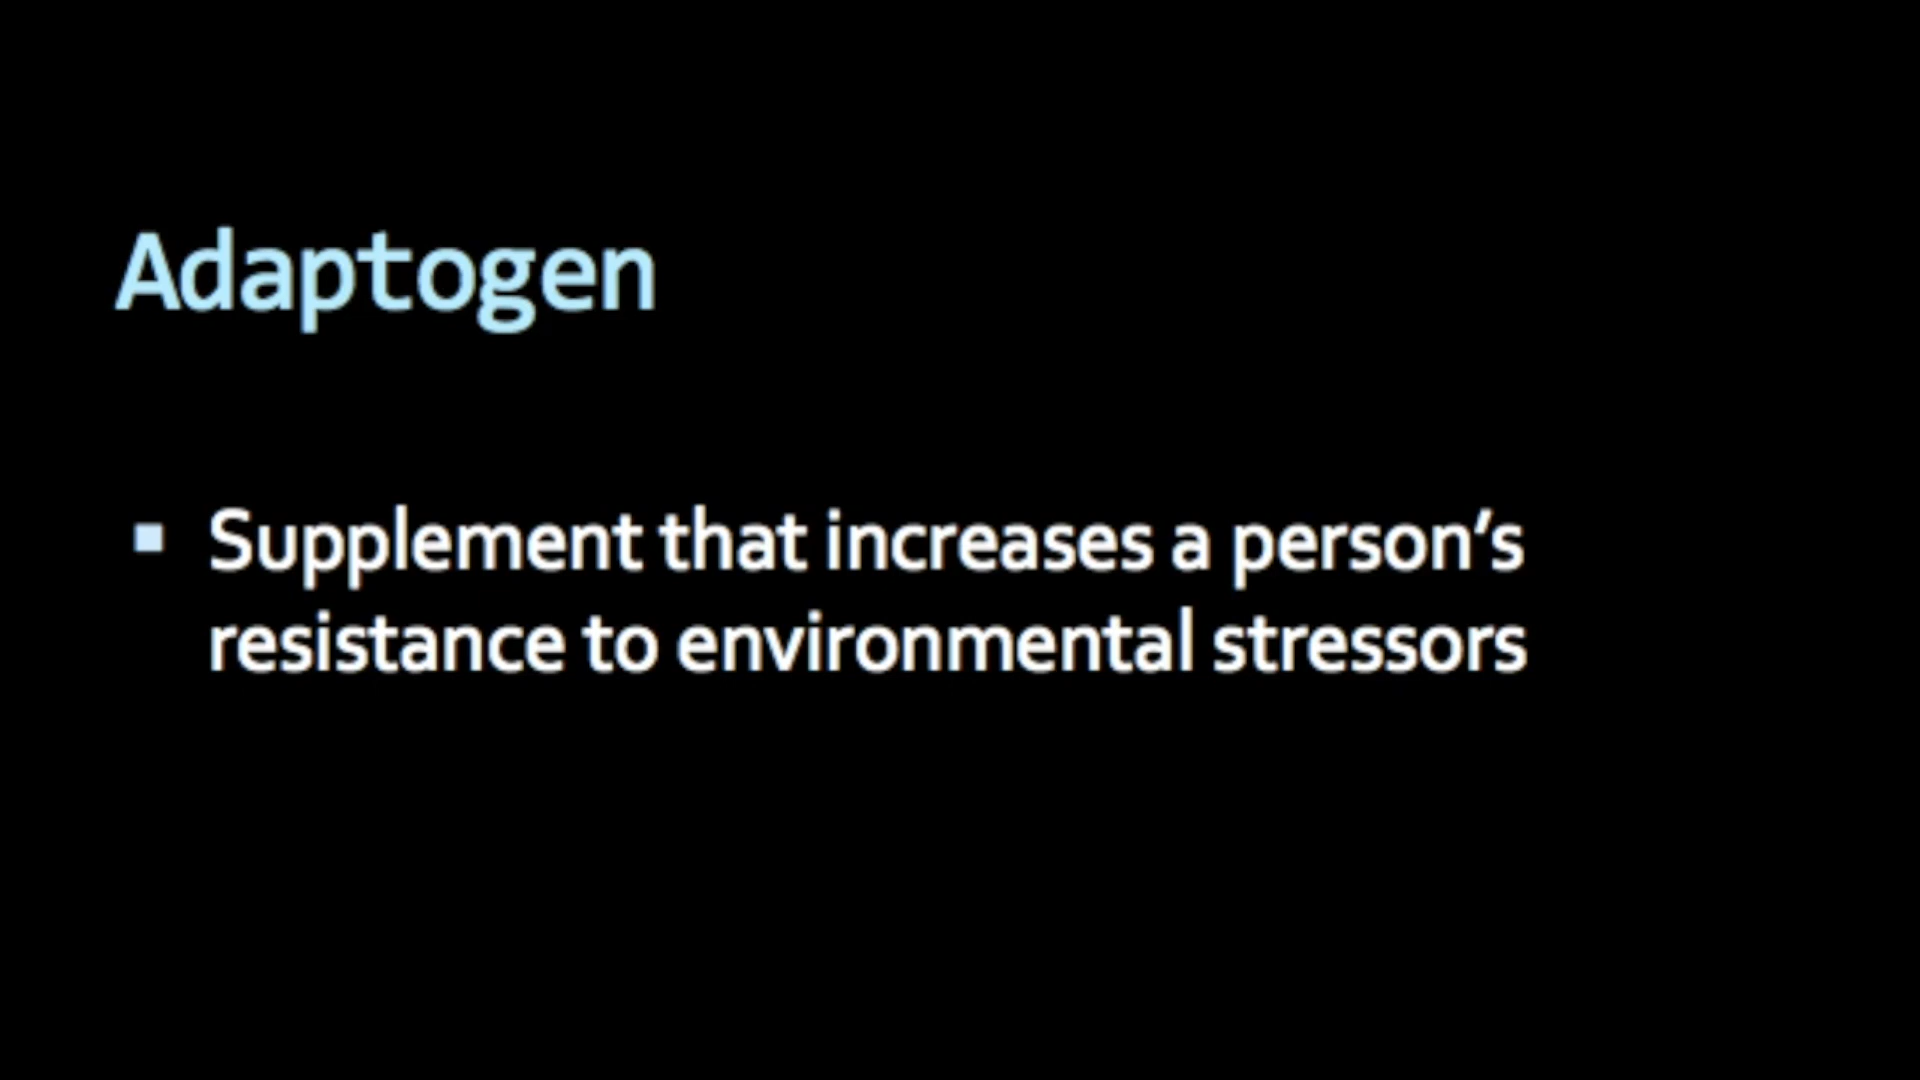 Adaptogen
Supplement that increases a person’s
resistance to environmental stressors